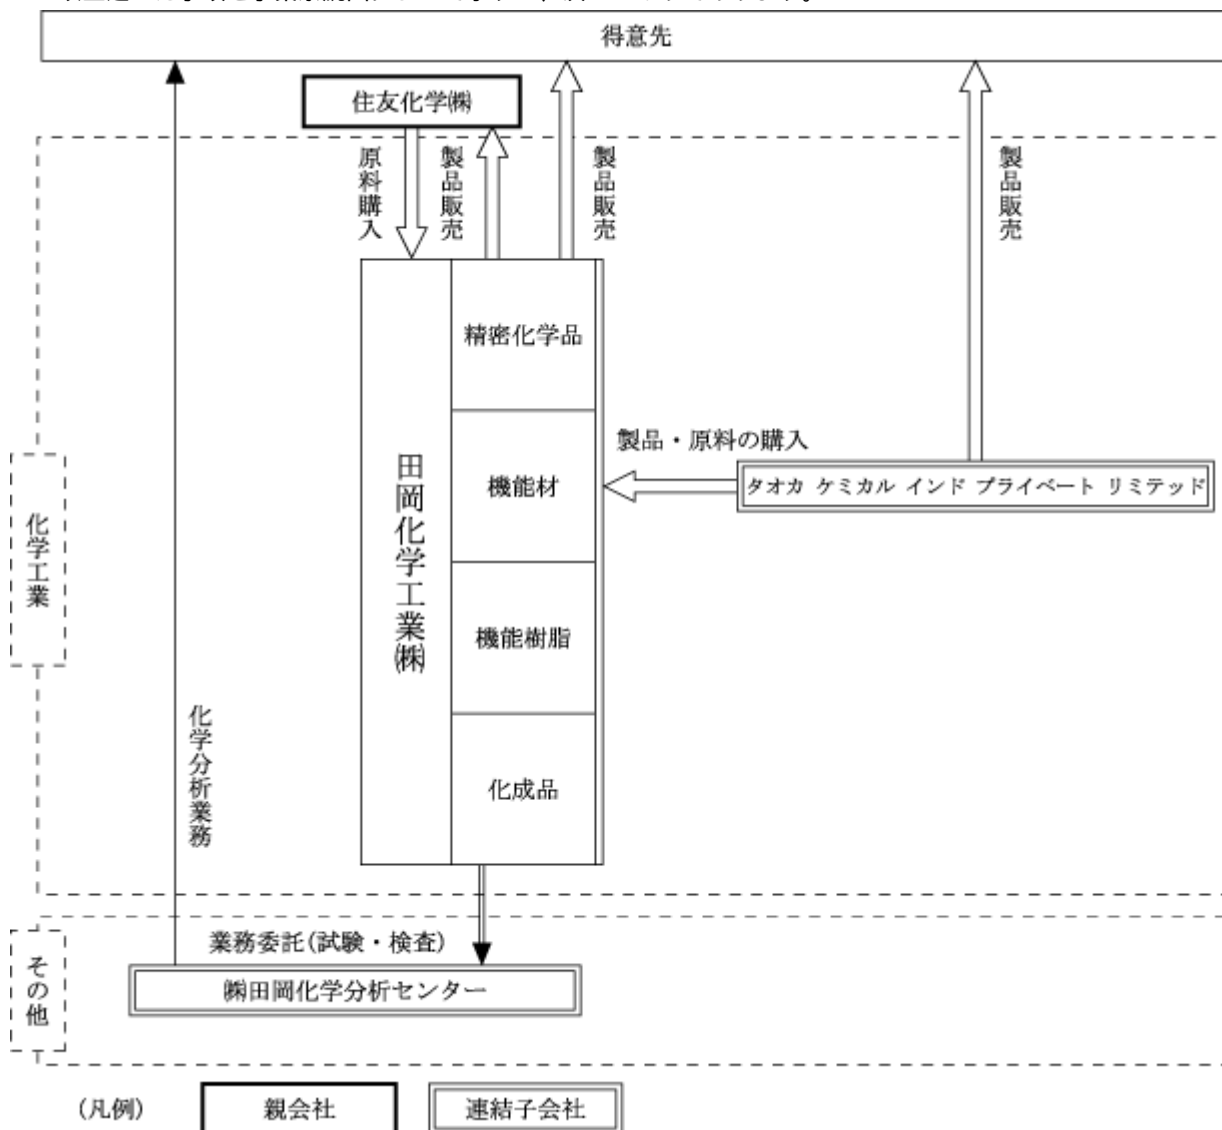 得意先
住友化学㈱
原料購入
製品販売
製品販売
製品販売
精密化学品
機能材
機能樹脂
化成品
田岡化学工業㈱
製品・原料の購入
タオカ ケミカル インド プライベート リミテッド
化学工業
化学分析業務
業務委託(試験・検査)
㈱田岡化学分析センター
その他
(凡例)
親会社
連結子会社